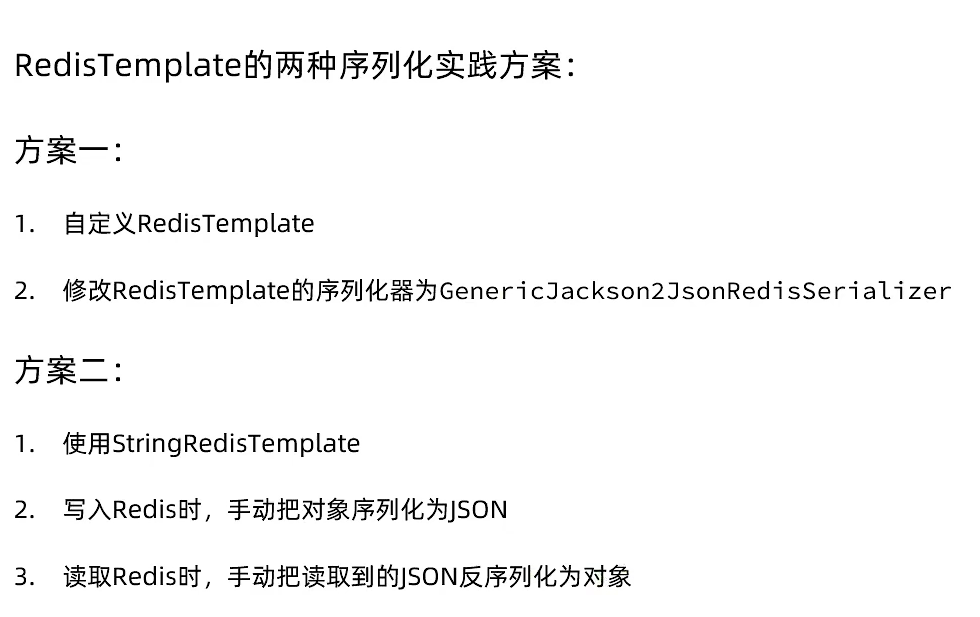 RedisTemplate的两种序列化实践方案：
方案一：
1. 自定义RedisTemplate
2. 修改RedisTemplate的序列化器为GenericJackson2JsonRedisSerializer
方案二：
1. 使用StringRedisTemplate
2. 写入Redis时，手动把对象序列化为JSON
3. 读取Redis时，手动把读取到的JSON反序列化为对象